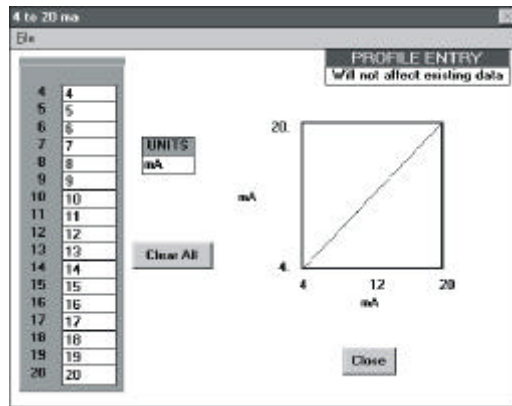 4 to 20 ma
File
PROFILE ENTRY
Will not affect existing data
4 4
5 5
6 6
7 7
8 8
9 9
10 10
11 11
12 12
13 13
14 14
15 15
16 16
17 17
18 18
19 19
20 20
UNITS
mA
Clear All
20.
mA
4.
4 12 20
mA
Close